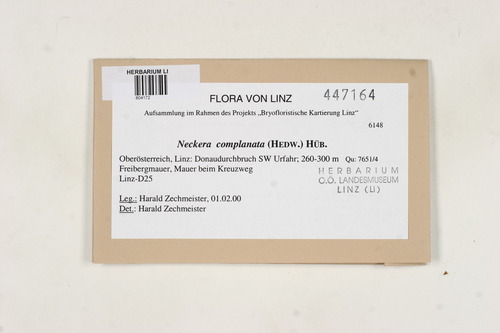 HERBARIUM LI
FLORA VON LINZ
447164
Aufsammlung im Rahmen des Projekts „Bryofloristische Kartierung Linz“
6148
Neckera complanata (HEDW.) HÜB.
Oberösterreich, Linz: Donaudurchbruch SW Urfahr; 260-300 m Qu: 7651/4
Freibergmauer, Mauer beim Kreuzweg
Linz-D25
HERBARIUM
O.Ö. LANDESMUSEUM
LINZ (LI)
Leg.: Harald Zechmeister, 01.02.00
Det.: Harald Zechmeister